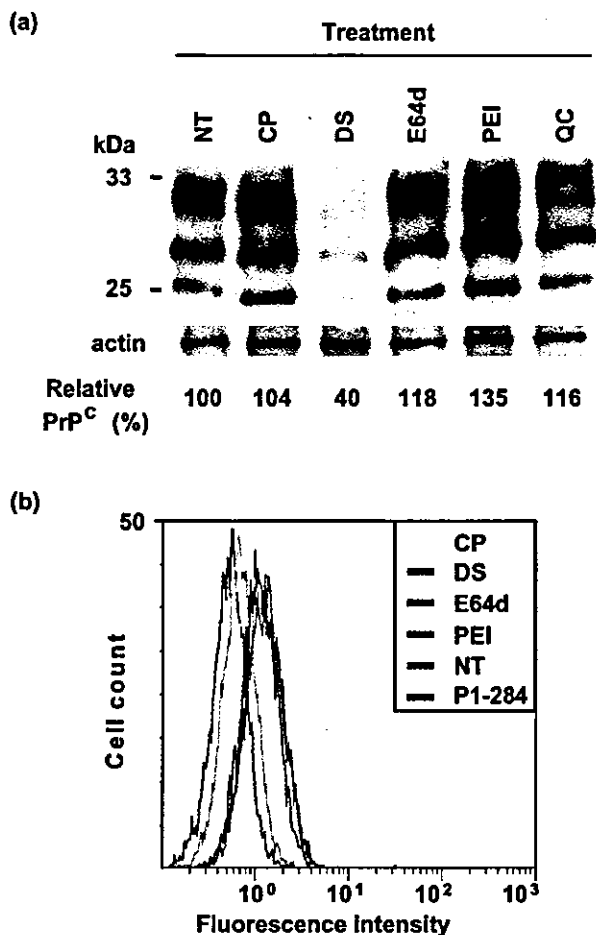 (a)
Treatment
kDa
NT CP DS E64d PEI QC
33
25
actin
Relative PrP^C (%)
100 104 40 118 135 116
(b)
50
Cell count
CP
DS
E64d
PEI
NT
P1-284
10^0 10^1 10^2 10^3
Fluorescence intensity